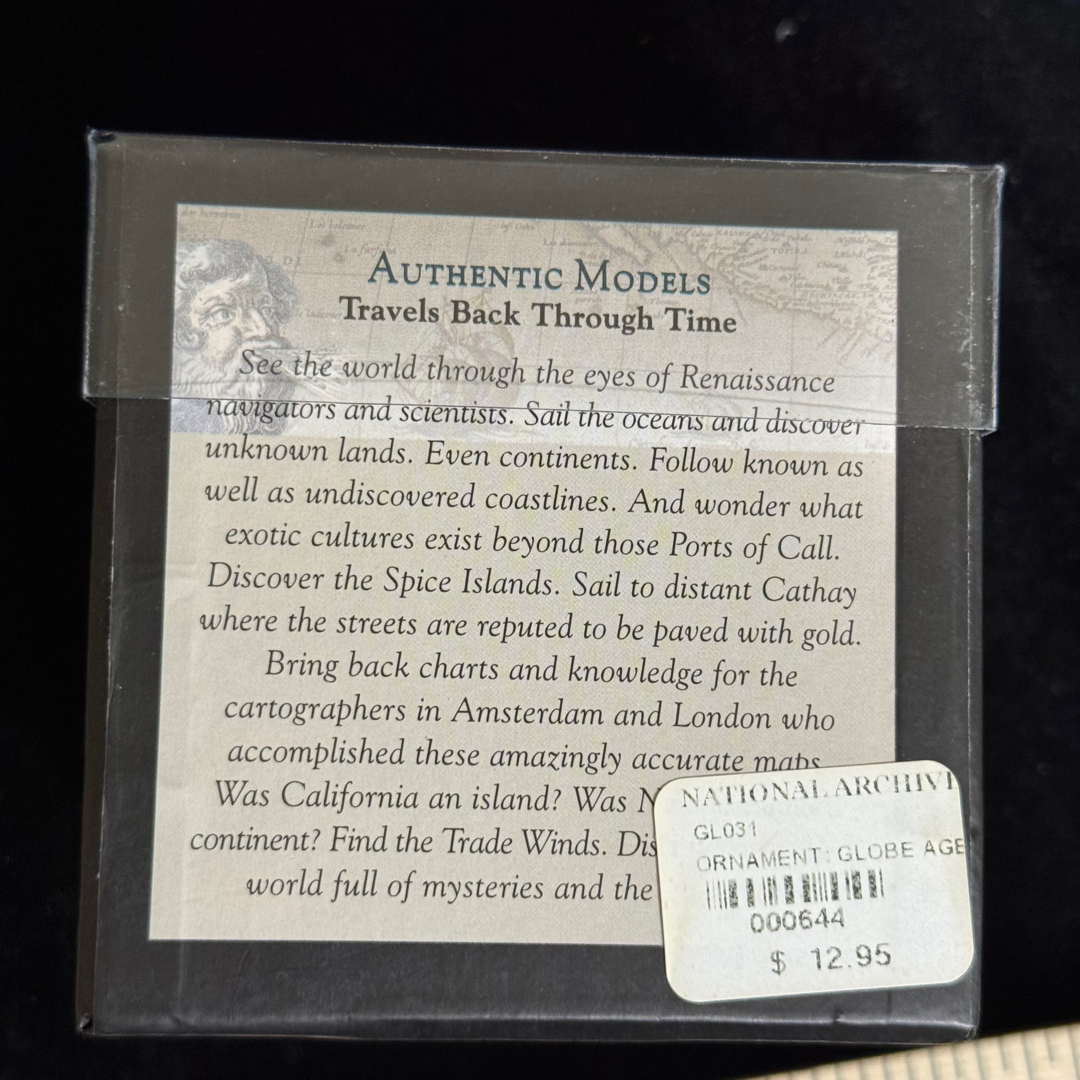 AUTHENTIC MODELS
Travels Back Through Time
See the world through the eyes of Renaissance
navigators and scientists. Sail the oceans and discover
unknown lands. Even continents. Follow known as
well as undiscovered coastlines. And wonder what
exotic cultures exist beyond those Ports of Call.
Discover the Spice Islands. Sail to distant Cathay
where the streets are reputed to be paved with gold.
Bring back charts and knowledge for the
cartographers in Amsterdam and London who
accomplished these amazingly accurate maps
Was California an island? Was N
continent? Find the Trade Winds. Dis
world full of mysteries and the
NATIONAL ARCHIVE
GL031
ORNAMENT: GLOBE AGE
000644
$ 12.95